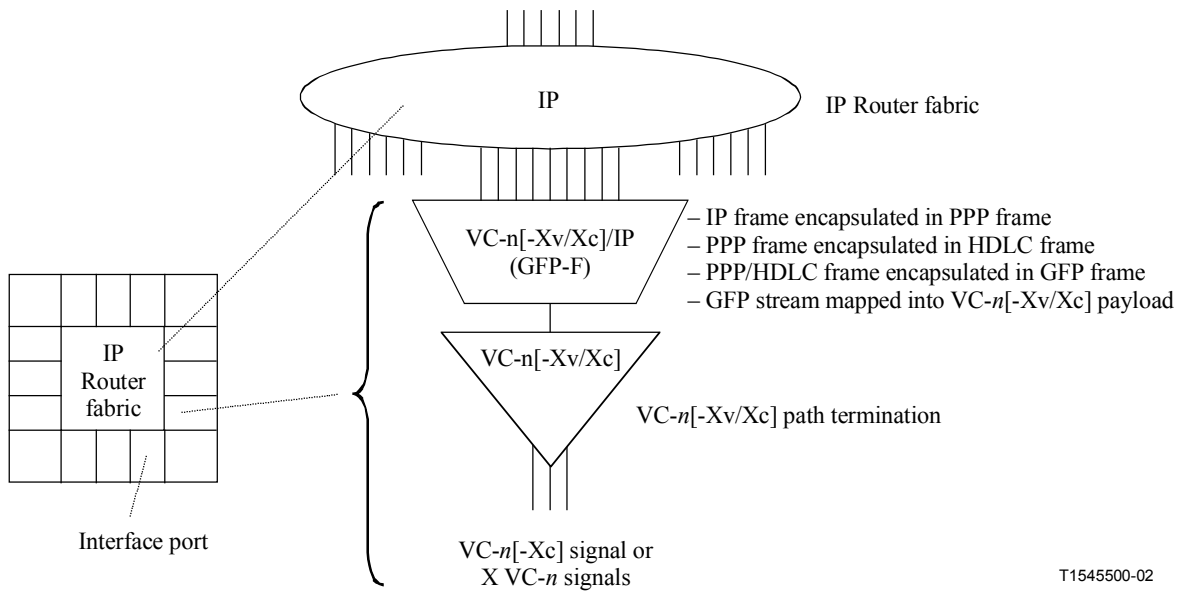 IP
IP Router fabric
VC-n[-Xv/Xc]/IP
(GFP-F)
– IP frame encapsulated in PPP frame
– PPP frame encapsulated in HDLC frame
– PPP/HDLC frame encapsulated in GFP frame
– GFP stream mapped into VC-n[-Xv/Xc] payload
IP
Router
fabric
VC-n[-Xv/Xc]
VC-n[-Xv/Xc] path termination
Interface port
VC-n[-Xc] signal or
X VC-n signals
T1545500-02